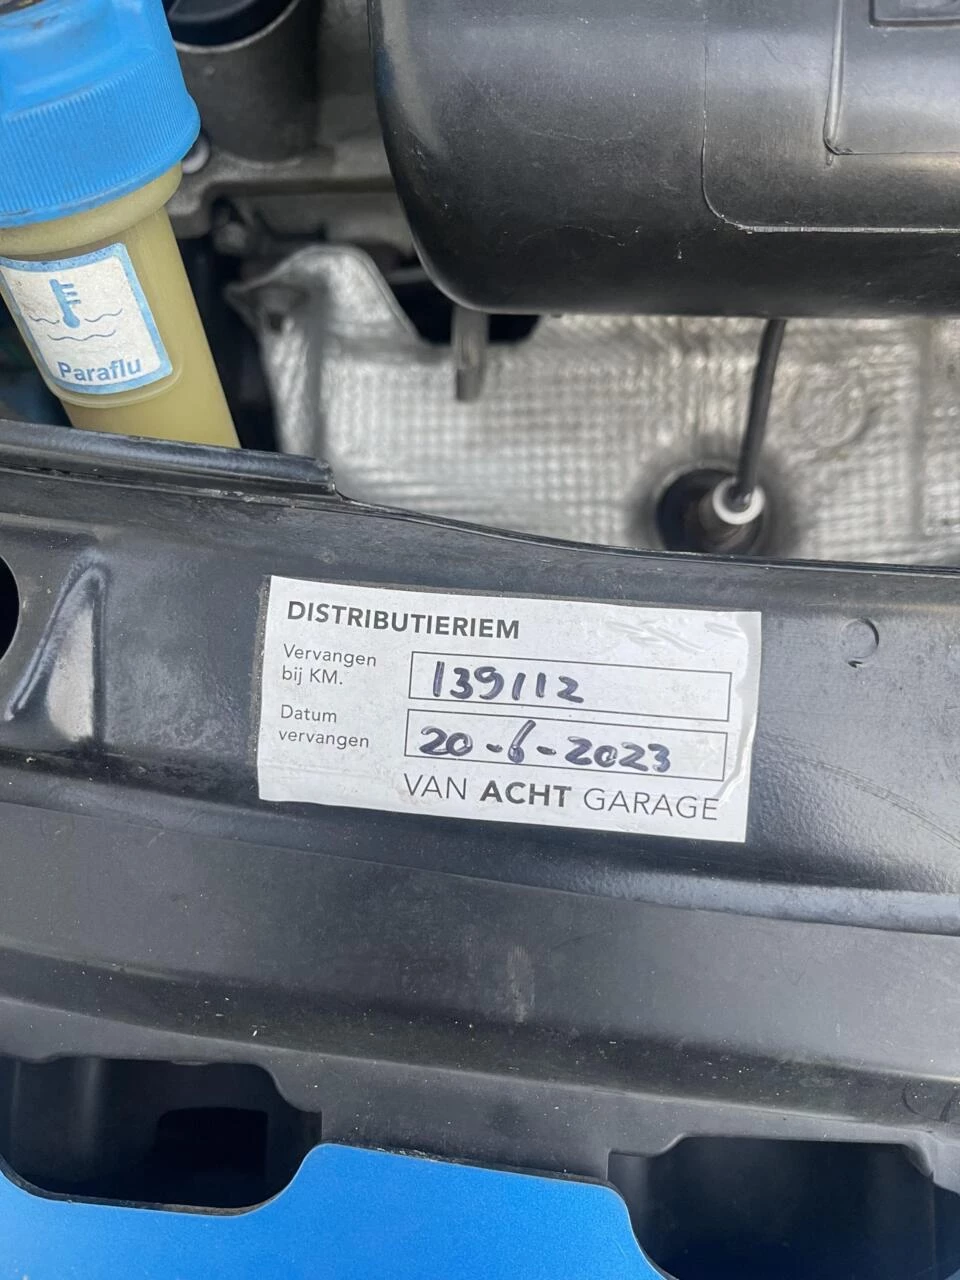 Paraflu
DISTRIBUTIERIEM
Vervangen
bij KM.
139112
Datum
vervangen
20-6-2023
VAN ACHT GARAGE